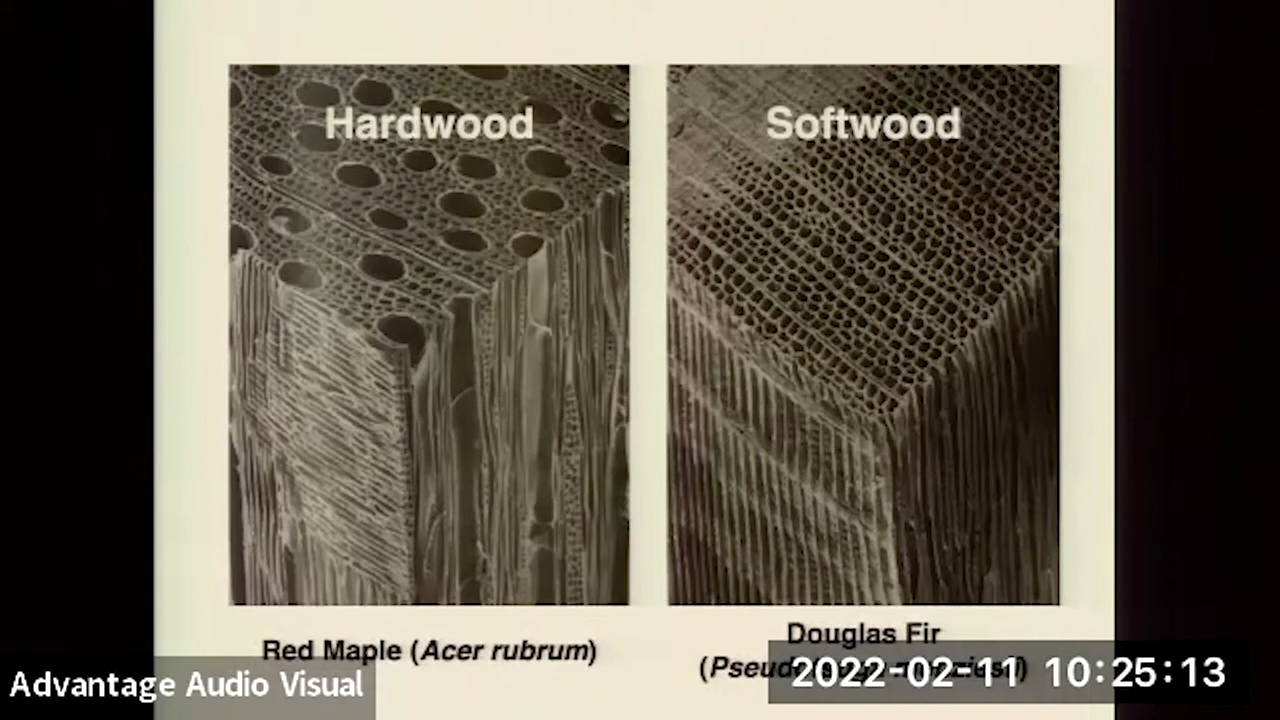 Hardwood
Softwood
Red Maple (Acer rubrum)
Douglas Fir
2022-02-11 10:25:13
Advantage Audio Visual